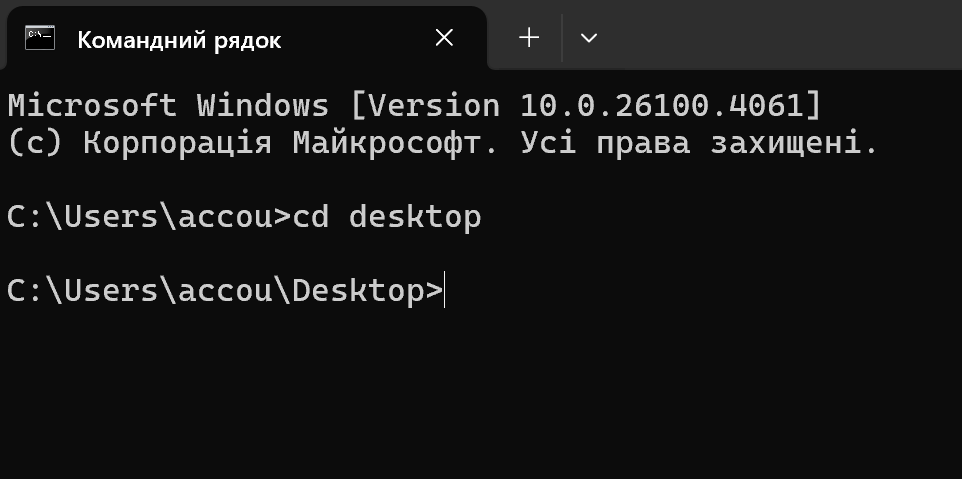 Командний рядок
Microsoft Windows [Version 10.0.26100.4061]
(c) Корпорація Майкрософт. Усі права захищені.
C:\Users\accou>cd desktop
C:\Users\accou\Desktop>